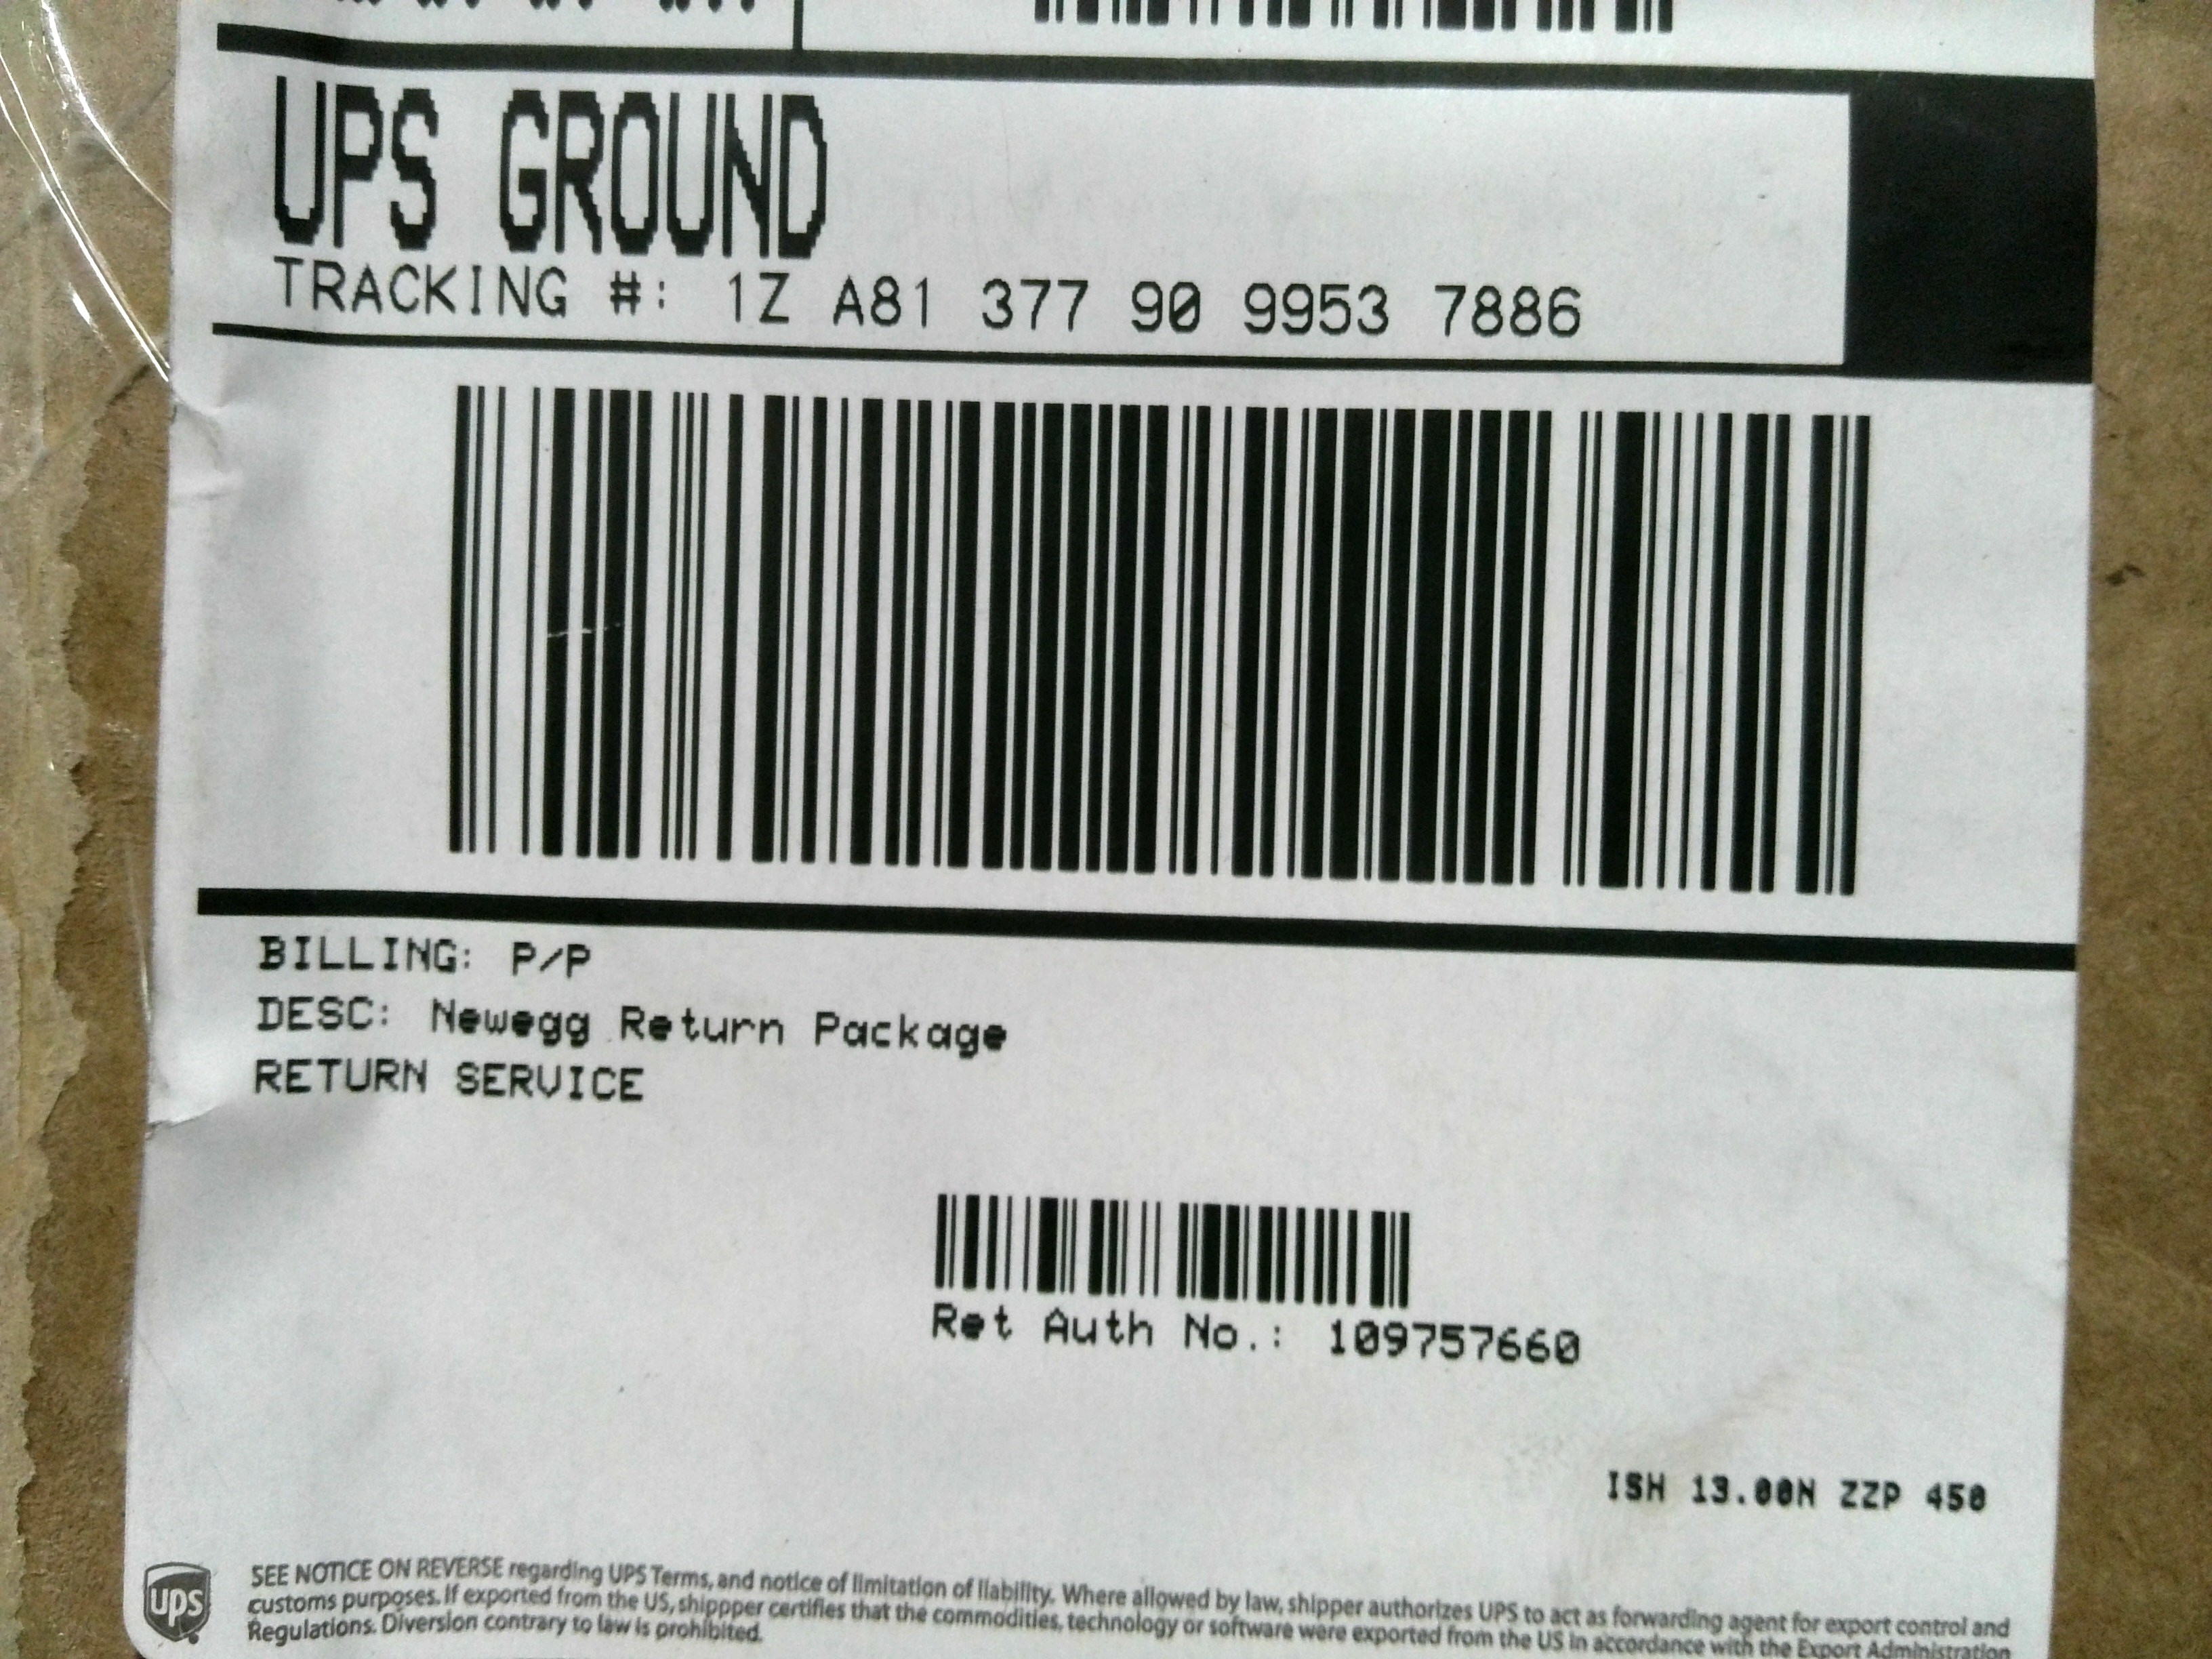 UPS GROUND
TRACKING #: 1Z A81 377 90 9953 7886
BILLING: P/P
DESC: Newegg Return Package
RETURN SERVICE
Ret Auth No.: 109757660
ISH 13.00N ZZP 450
ups
SEE NOTICE ON REVERSE regarding UPS Terms, and notice of limitation of liability. Where allowed by law, shipper authorizes UPS to act as forwarding agent for export control and
customs purposes. If exported from the US, shippper certifies that the commodities, technology or software were exported from the US in accordance with the Export Administration
Regulations. Diversion contrary to law is prohibited.